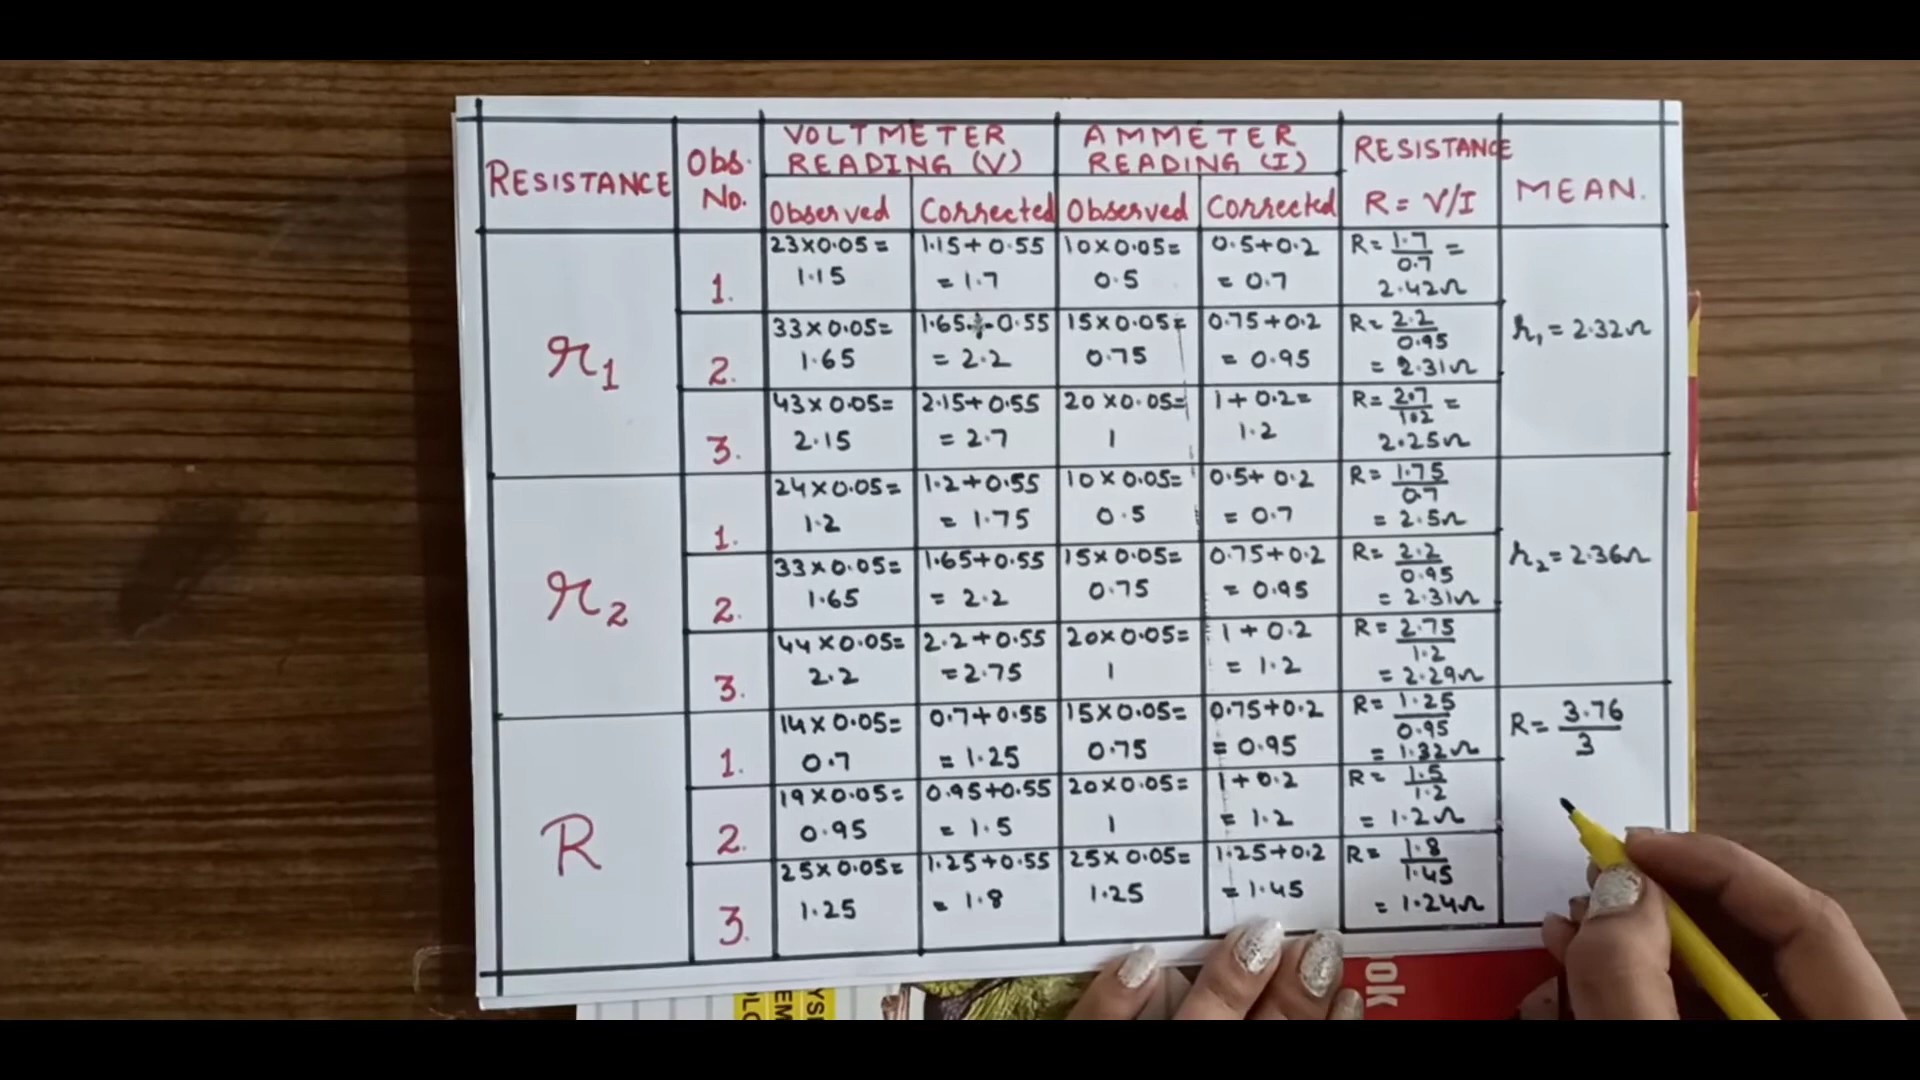 RESISTANCE
Obs. No.
VOLTMETER READING (V)
AMMETER READING (I)
RESISTANCE R = V/I
MEAN.
Observed
Corrected
Observed
Corrected
r1
1.
23×0.05= 1.15
1.15+0.55 = 1.7
10×0.05= 0.5
0.5+0.2 = 0.7
R= 1.7/0.7 = 2.42Ω
r1 = 2.32Ω
2.
33×0.05= 1.65
1.65+0.55 = 2.2
15×0.05= 0.75
0.75+0.2 = 0.95
R= 2.2/0.95 = 2.31Ω
3.
43×0.05= 2.15
2.15+0.55 = 2.7
20×0.05= 1
1+0.2= 1.2
R= 2.7/1.2 = 2.25Ω
r2
1.
24×0.05= 1.2
1.2+0.55 = 1.75
10×0.05= 0.5
0.5+0.2 = 0.7
R= 1.75/0.7 = 2.5Ω
r2 = 2.36Ω
2.
33×0.05= 1.65
1.65+0.55 = 2.2
15×0.05= 0.75
0.75+0.2 = 0.95
R= 2.2/0.95 = 2.31Ω
3.
44×0.05= 2.2
2.2+0.55 =2.75
20×0.05= 1
1+0.2 = 1.2
R= 2.75/1.2 = 2.29Ω
R
1.
14×0.05= 0.7
0.7+0.55 = 1.25
15×0.05= 0.75
0.75+0.2 = 0.95
R= 1.25/0.95 = 1.32Ω
R= 3.76/3
2.
19×0.05= 0.95
0.95+0.55 = 1.5
20×0.05= 1
1+0.2 = 1.2
R= 1.5/1.2 = 1.2Ω
3.
25×0.05= 1.25
1.25+0.55 = 1.8
25×0.05= 1.25
1.25+0.2 = 1.45
R= 1.8/1.45 = 1.24Ω
ok